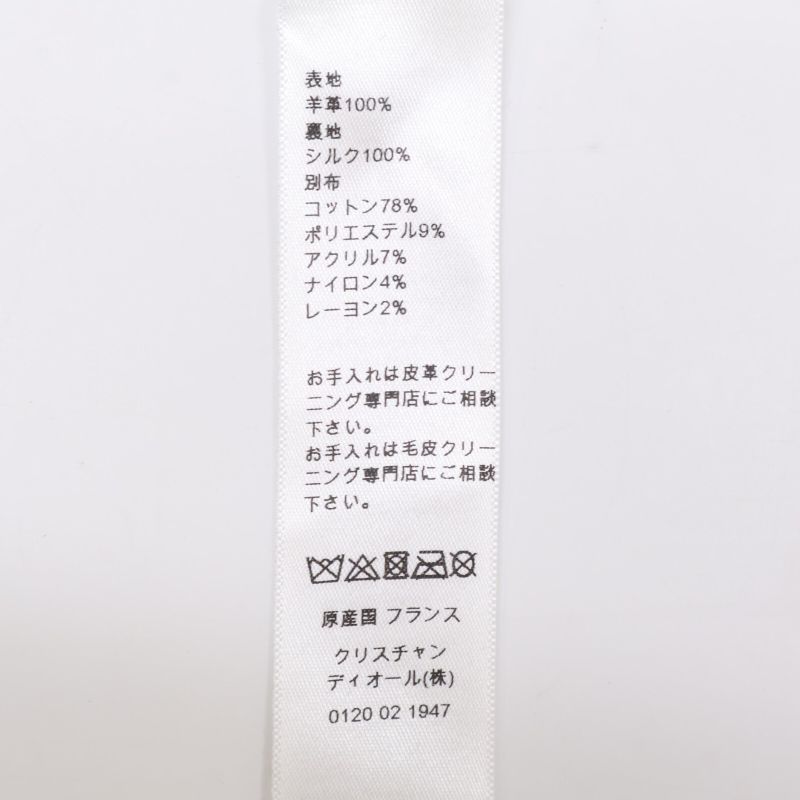 表地
羊革100%
裏地
シルク100%
別布
コットン78%
ポリエステル9%
アクリル7%
ナイロン4%
レーヨン2%
お手入れは皮革クリー
ニング専門店にご相談
下さい。
お手入れは毛皮クリー
ニング専門店にご相談
下さい。
原産国 フランス
クリスチャン
ディオール(株)
0120 02 1947